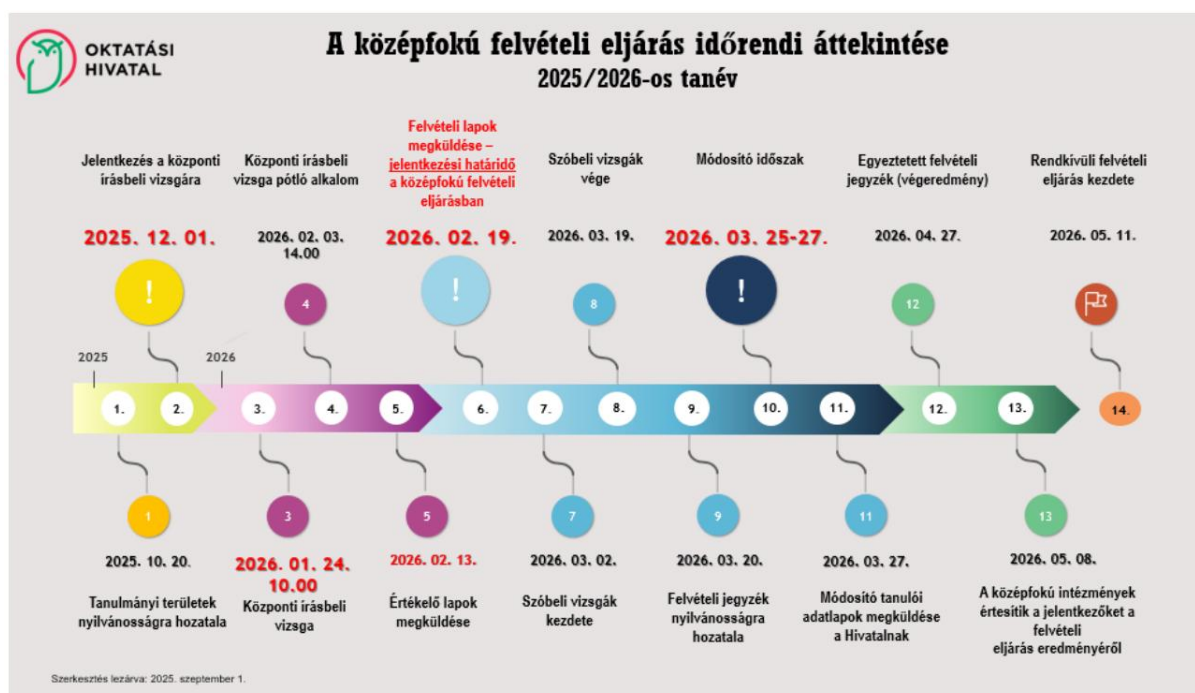 OKTATÁSI
HIVATAL
A középfokú felvételi eljárás időrendi áttekintése
2025/2026-os tanév
Jelentkezés a központi
írásbeli vizsgára
2025. 12. 01.
!
Központi írásbeli
vizsga pótló alkalom
2026. 02. 03.
14.00
4
Felvételi lapok
megküldése –
jelentkezési határidő
a középfokú felvételi
eljárásban
2026. 02. 19.
!
Szóbeli vizsgák
vége
2026. 03. 19.
8
Módosító időszak
2026. 03. 25-27.
!
Egyeztetett felvételi
jegyzék (végeredmény)
2026. 04. 27.
12
Rendkívüli felvételi
eljárás kezdete
2026. 05. 11.
2025
2026
1. 2. 3. 4. 5. 6. 7. 8. 9. 10. 11. 12. 13. 14.
1
2025. 10. 20.
Tanulmányi területek
nyilvánosságra hozatala
3
2026. 01. 24.
10.00
Központi írásbeli
vizsga
5
2026. 02. 13.
Értékelő lapok
megküldése
7
2026. 03. 02.
Szóbeli vizsgák
kezdete
9
2026. 03. 20.
Felvételi jegyzék
nyilvánosságra
hozatala
11
2026. 03. 27.
Módosító tanulói
adatlapok megküldése
a Hivatalnak
13
2026. 05. 08.
A középfokú intézmények
értesítik a jelentkezőket a
felvételi
eljárás eredményéről
Szerkesztés lezárva: 2025. szeptember 1.